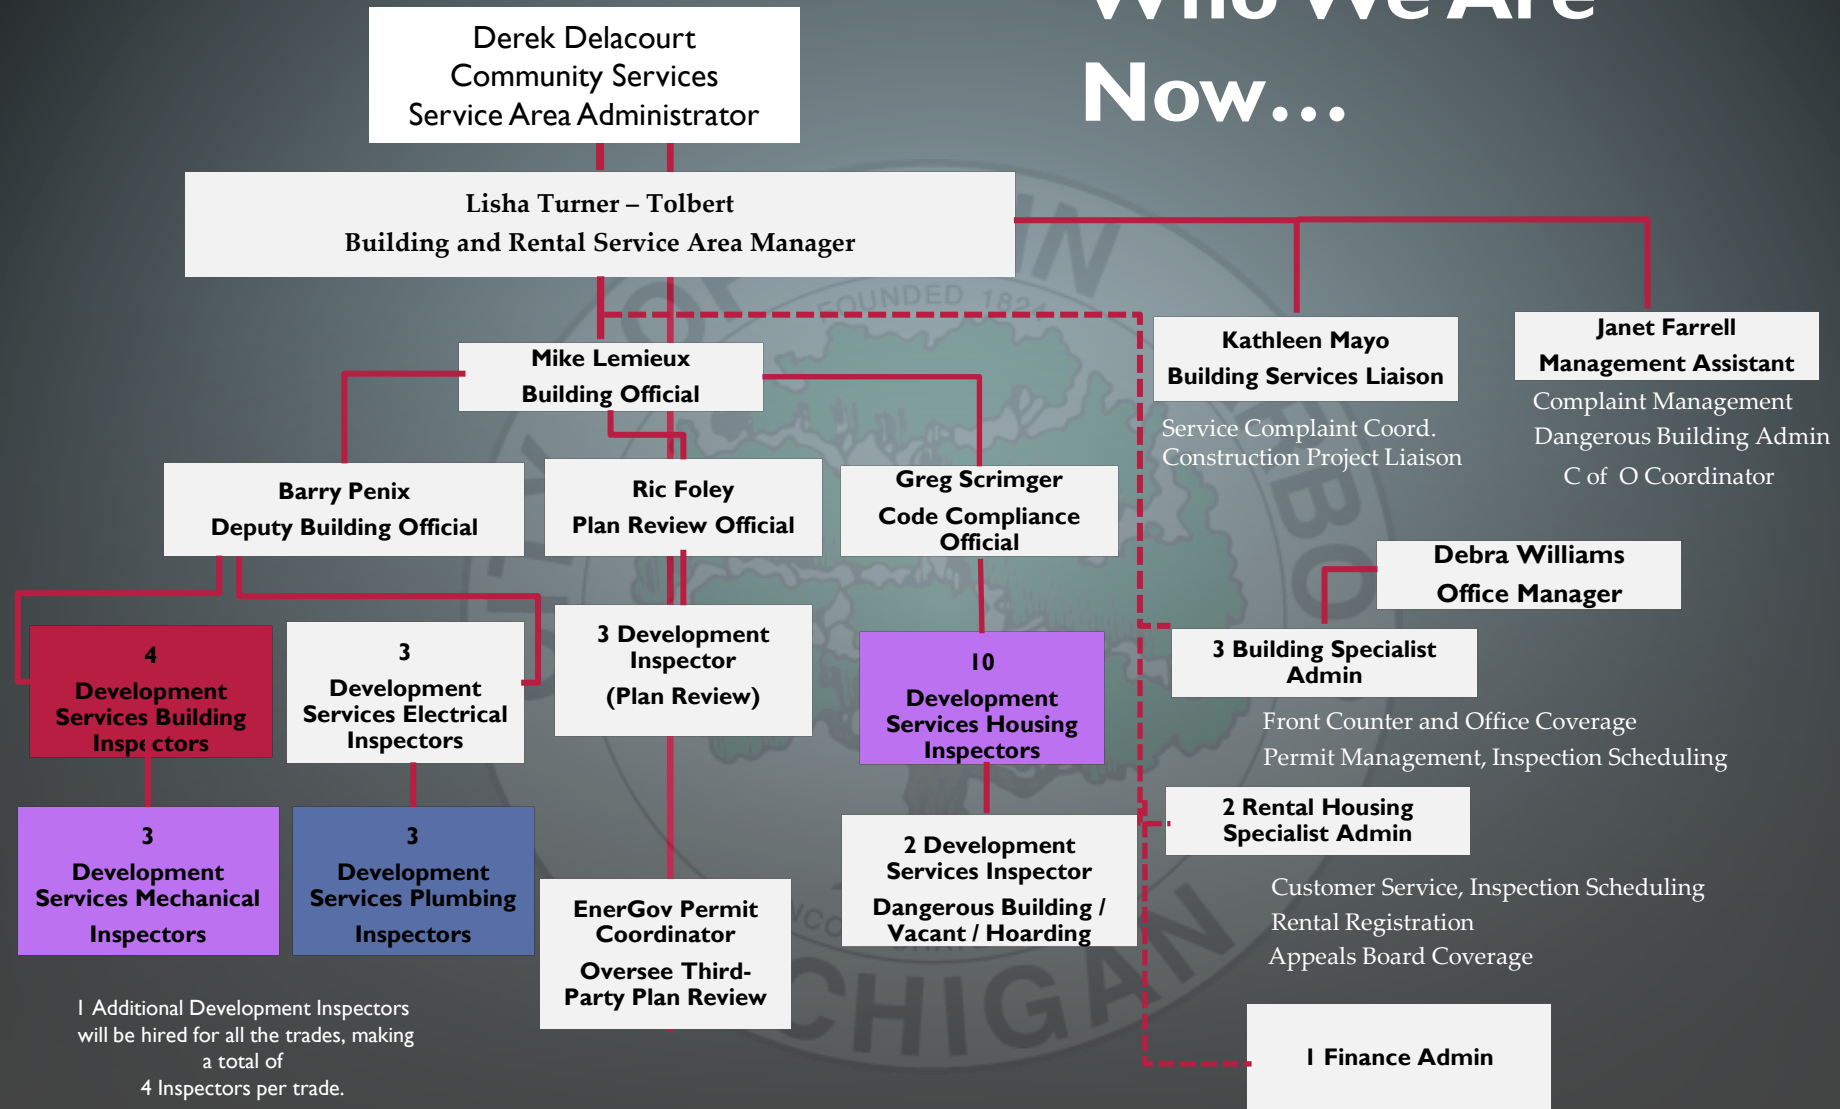 Who We Are
Now...
Derek Delacourt
Community Services
Service Area Administrator
Lisha Turner – Tolbert
Building and Rental Service Area Manager
FOUNDED 1824
Mike Lemieux
Building Official
Kathleen Mayo
Building Services Liaison
Service Complaint Coord.
Construction Project Liaison
Janet Farrell
Management Assistant
Complaint Management
Dangerous Building Admin
C of O Coordinator
Barry Penix
Deputy Building Official
Ric Foley
Plan Review Official
Greg Scrimger
Code Compliance
Official
Debra Williams
Office Manager
4
Development
Services Building
Inspectors
3
Development
Services Electrical
Inspectors
3 Development
Inspector
(Plan Review)
10
Development
Services Housing
Inspectors
3 Building Specialist
Admin
Front Counter and Office Coverage
Permit Management, Inspection Scheduling
3
Development
Services Mechanical
Inspectors
3
Development
Services Plumbing
Inspectors
EnerGov Permit
Coordinator
Oversee Third-
Party Plan Review
2 Development
Services Inspector
Dangerous Building /
Vacant / Hoarding
2 Rental Housing
Specialist Admin
Customer Service, Inspection Scheduling
Rental Registration
Appeals Board Coverage
1 Additional Development Inspectors
will be hired for all the trades, making
a total of
4 Inspectors per trade.
1 Finance Admin